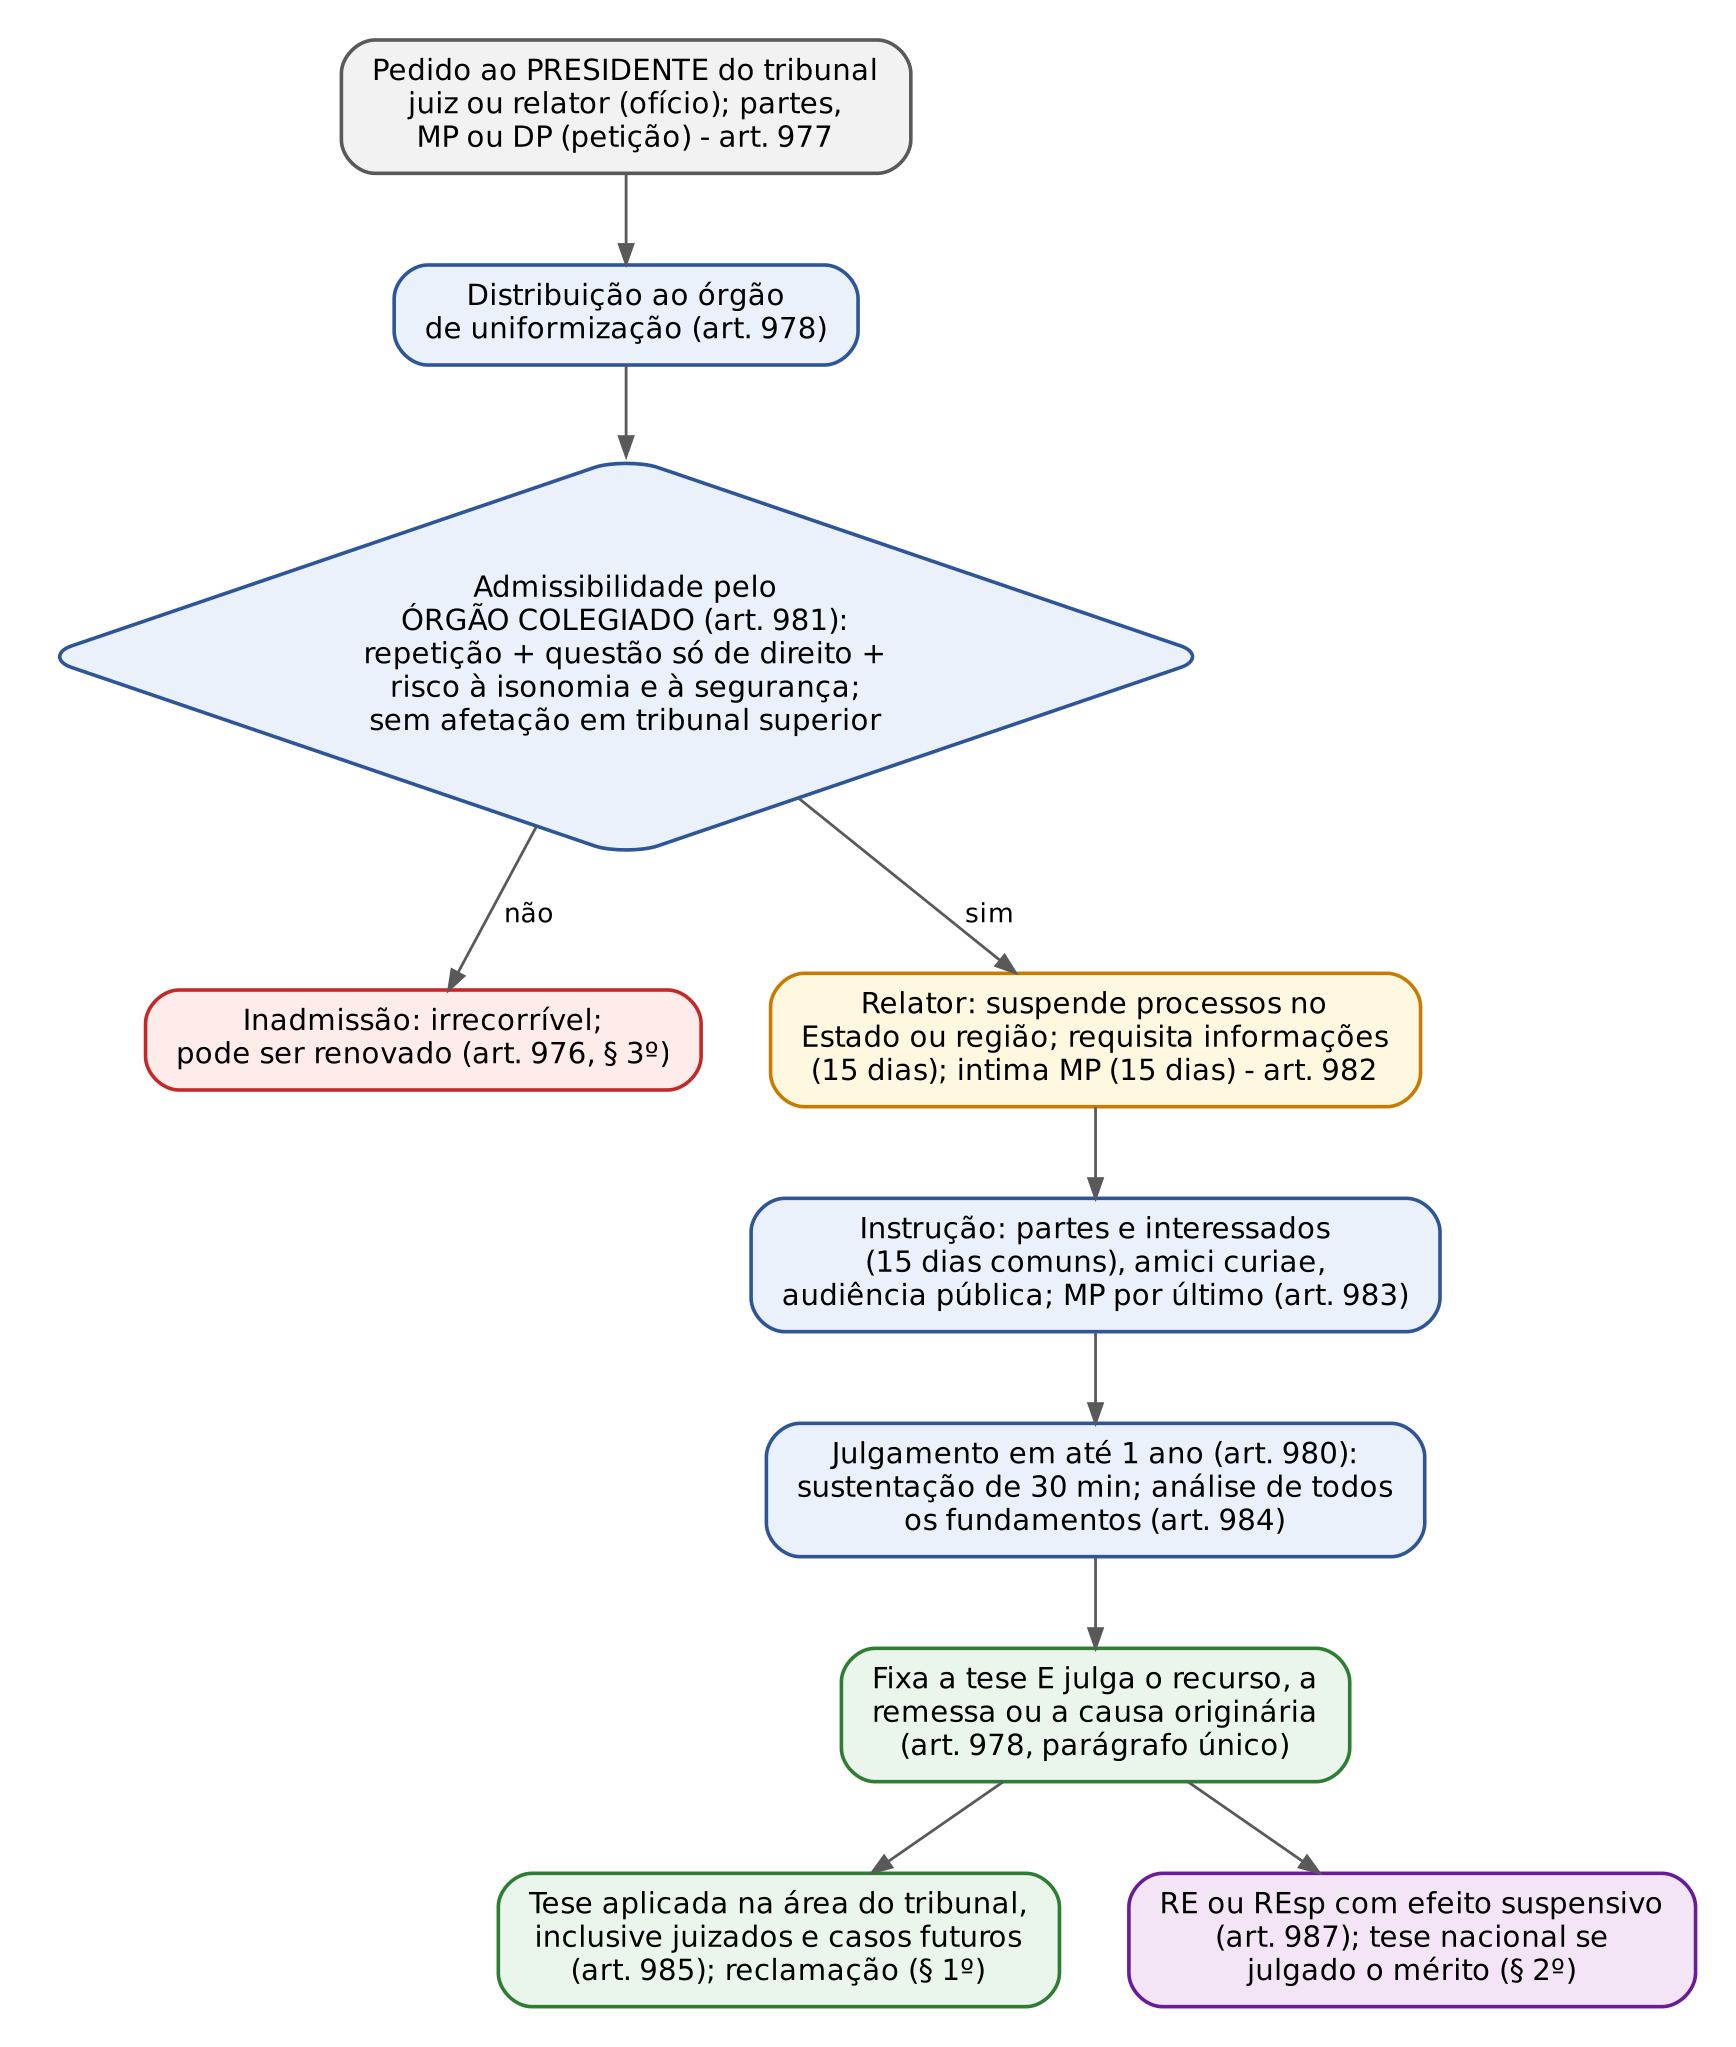 Pedido ao PRESIDENTE do tribunal
juiz ou relator (ofício); partes,
MP ou DP (petição) - art. 977
Distribuição ao órgão
de uniformização (art. 978)
Admissibilidade pelo
ÓRGÃO COLEGIADO (art. 981):
repetição + questão só de direito +
risco à isonomia e à segurança;
sem afetação em tribunal superior
não
sim
Inadmissão: irrecorrível;
pode ser renovado (art. 976, § 3º)
Relator: suspende processos no
Estado ou região; requisita informações
(15 dias); intima MP (15 dias) - art. 982
Instrução: partes e interessados
(15 dias comuns), amici curiae,
audiência pública; MP por último (art. 983)
Julgamento em até 1 ano (art. 980):
sustentação de 30 min; análise de todos
os fundamentos (art. 984)
Fixa a tese E julga o recurso, a
remessa ou a causa originária
(art. 978, parágrafo único)
Tese aplicada na área do tribunal,
inclusive juizados e casos futuros
(art. 985); reclamação (§ 1º)
RE ou REsp com efeito suspensivo
(art. 987); tese nacional se
julgado o mérito (§ 2º)